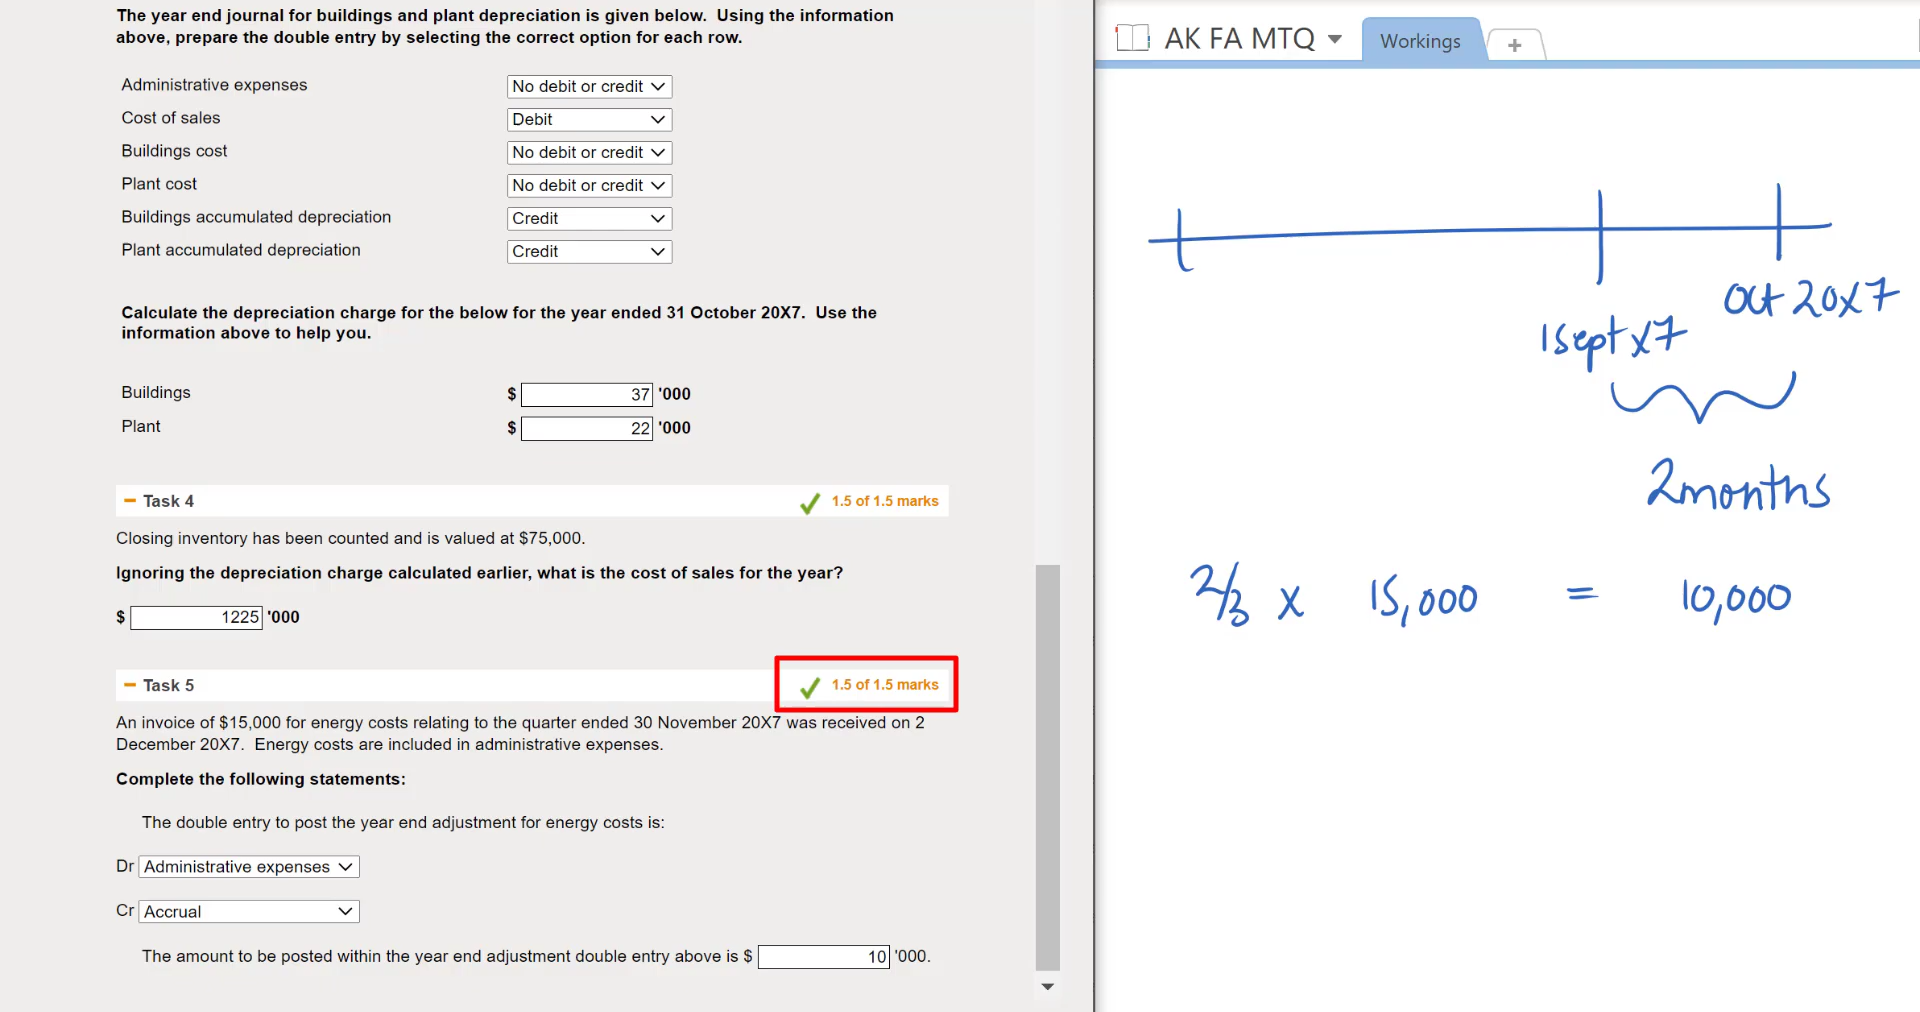 The year end journal for buildings and plant depreciation is given below. Using the information
above, prepare the double entry by selecting the correct option for each row.
Administrative expenses No debit or credit
Cost of sales Debit
Buildings cost No debit or credit
Plant cost No debit or credit
Buildings accumulated depreciation Credit
Plant accumulated depreciation Credit
Calculate the depreciation charge for the below for the year ended 31 October 20X7. Use the
information above to help you.
Buildings $ 37 '000
Plant $ 22 '000
Task 4 1.5 of 1.5 marks
Closing inventory has been counted and is valued at $75,000.
Ignoring the depreciation charge calculated earlier, what is the cost of sales for the year?
$ 1225 '000
Task 5 1.5 of 1.5 marks
An invoice of $15,000 for energy costs relating to the quarter ended 30 November 20X7 was received on 2
December 20X7. Energy costs are included in administrative expenses.
Complete the following statements:
The double entry to post the year end adjustment for energy costs is:
Dr Administrative expenses
Cr Accrual
The amount to be posted within the year end adjustment double entry above is $ 10 '000.
AK FA MTQ Workings +
Oct 20x7
1 Sept x7
2 months
2/3 x 15,000 = 10,000